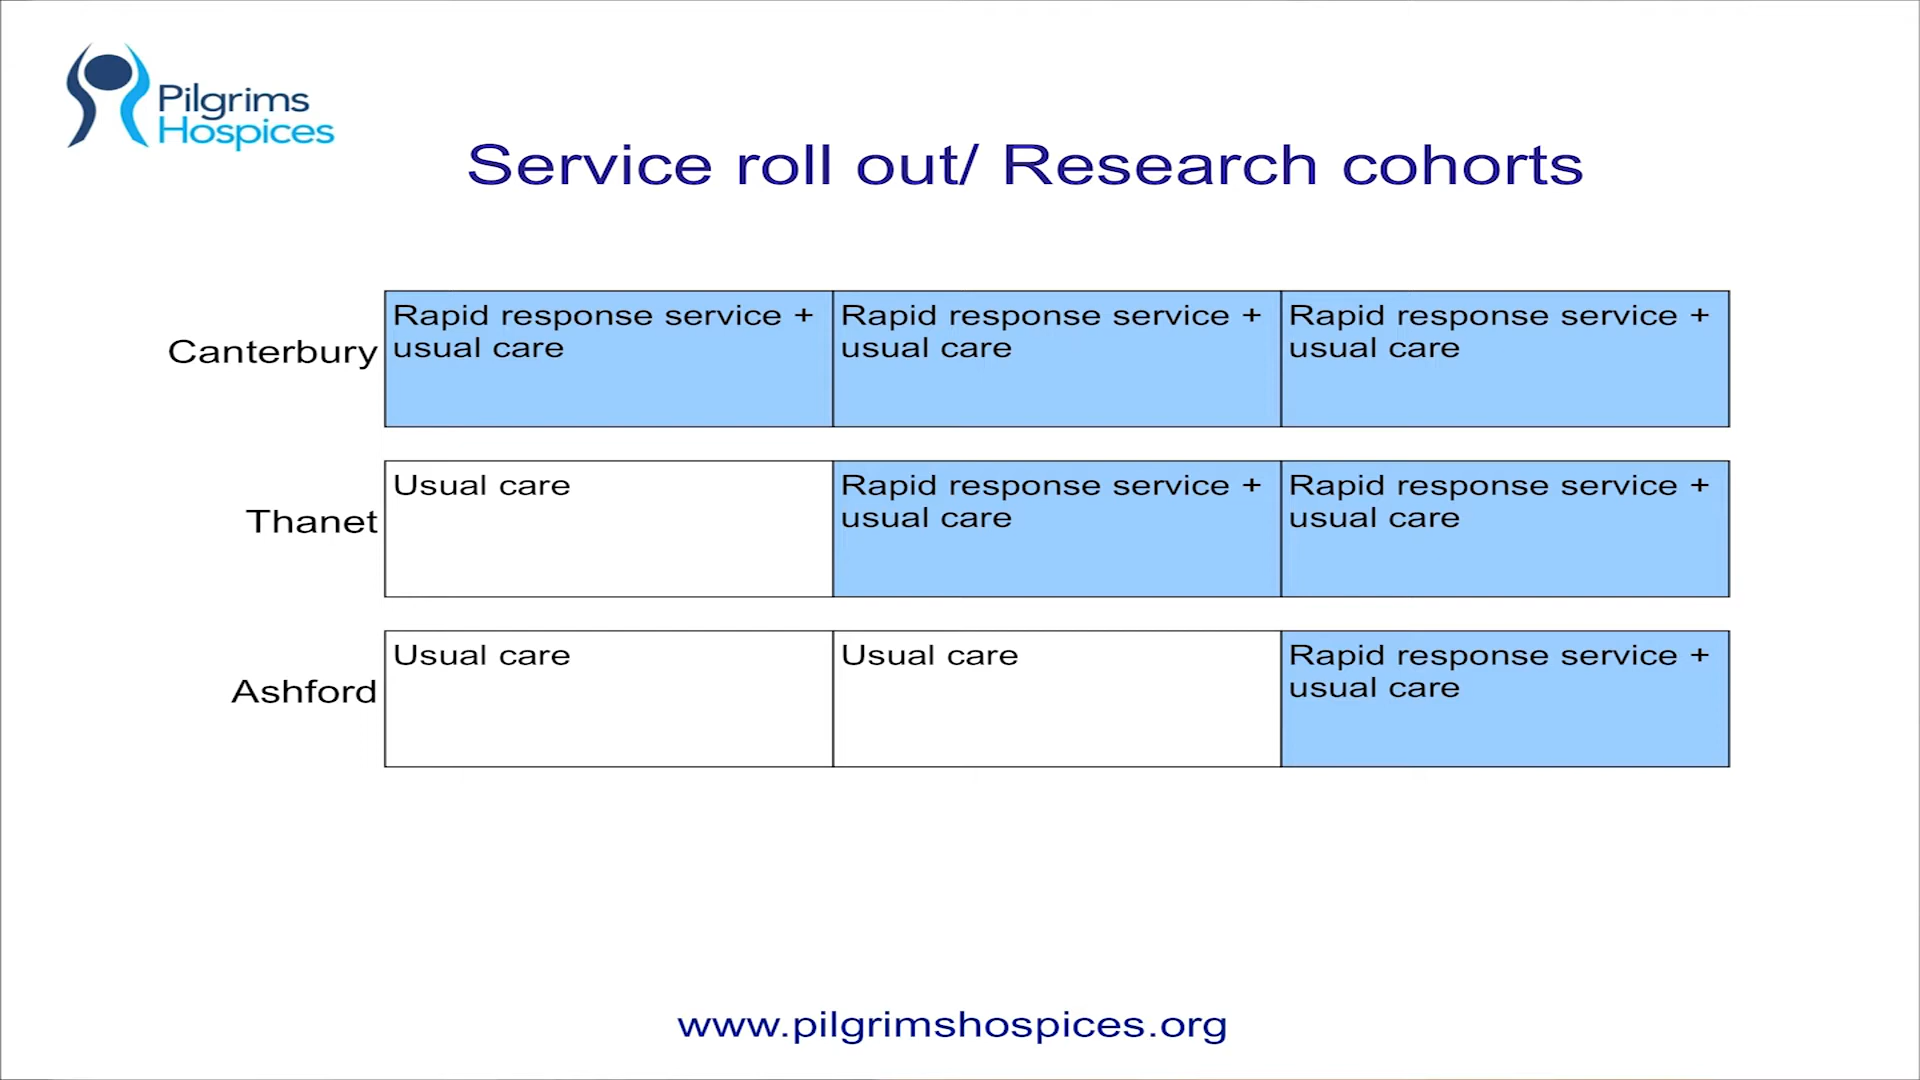 Pilgrims
Hospices
Service roll out/ Research cohorts
Canterbury
Rapid response service +
usual care
Rapid response service +
usual care
Rapid response service +
usual care
Thanet
Usual care
Rapid response service +
usual care
Rapid response service +
usual care
Ashford
Usual care
Usual care
Rapid response service +
usual care
www.pilgrimshospices.org